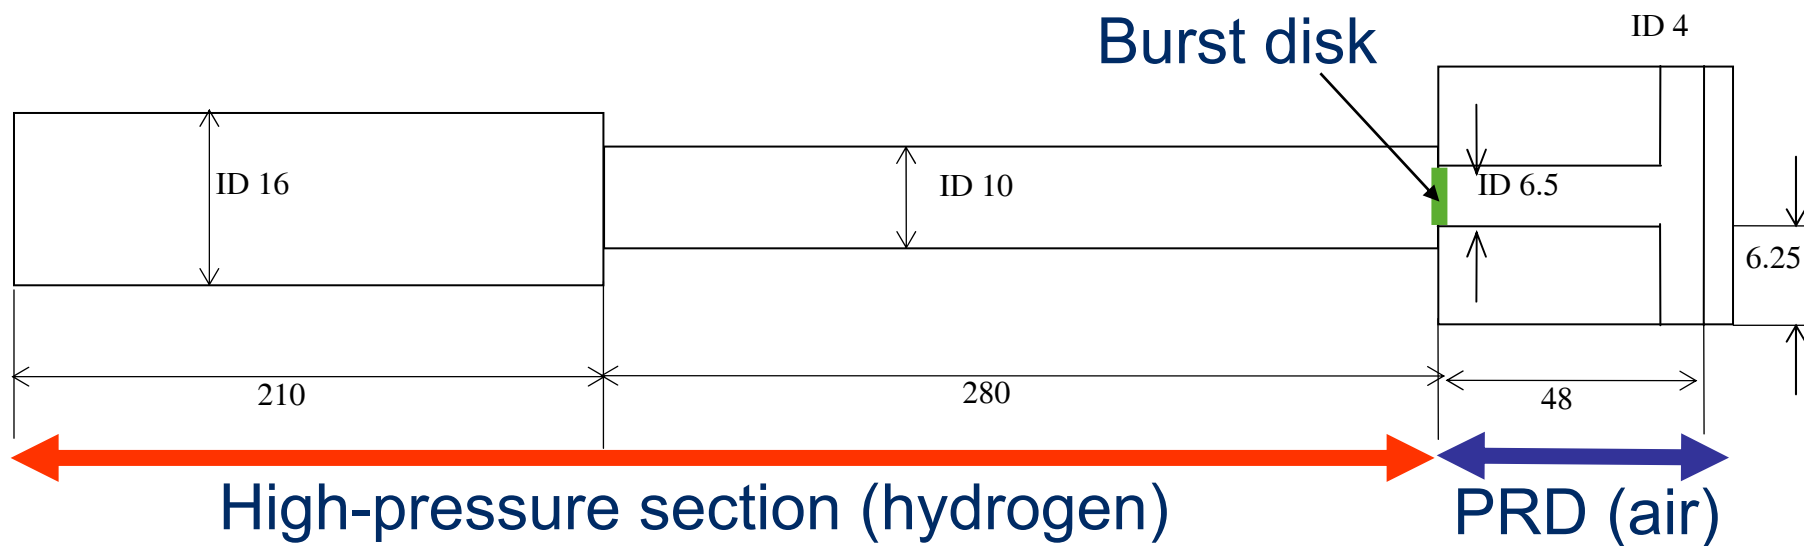 Burst disk
ID 4
ID 16
ID 10
ID 6.5
6.25
210
280
48
High-pressure section (hydrogen)
PRD (air)